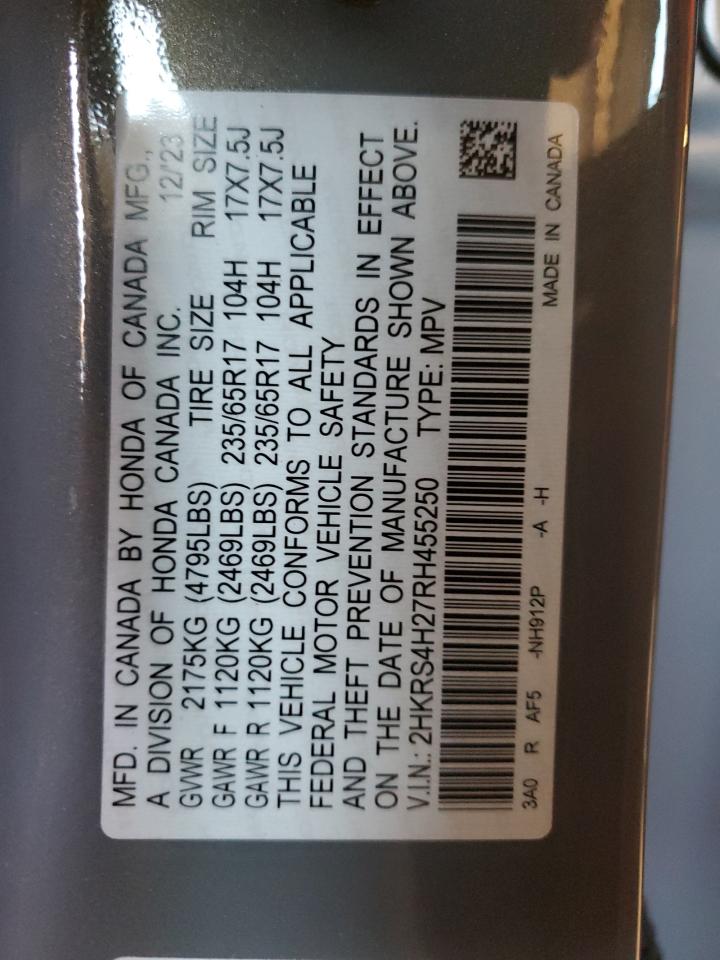 MFD. IN CANADA BY HONDA OF CANADA MFG.,
A DIVISION OF HONDA CANADA INC. 12/'23
GVWR 2175KG (4795LBS) TIRE SIZE RIM SIZE
GAWR F 1120KG (2469LBS) 235/65R17 104H 17X7.5J
GAWR R 1120KG (2469LBS) 235/65R17 104H 17X7.5J
THIS VEHICLE CONFORMS TO ALL APPLICABLE
FEDERAL MOTOR VEHICLE SAFETY
AND THEFT PREVENTION STANDARDS IN EFFECT
ON THE DATE OF MANUFACTURE SHOWN ABOVE.
V.I.N.: 2HKRS4H27RH455250 TYPE: MPV
3A0 R AF5 -NH912P -A -H
MADE IN CANADA